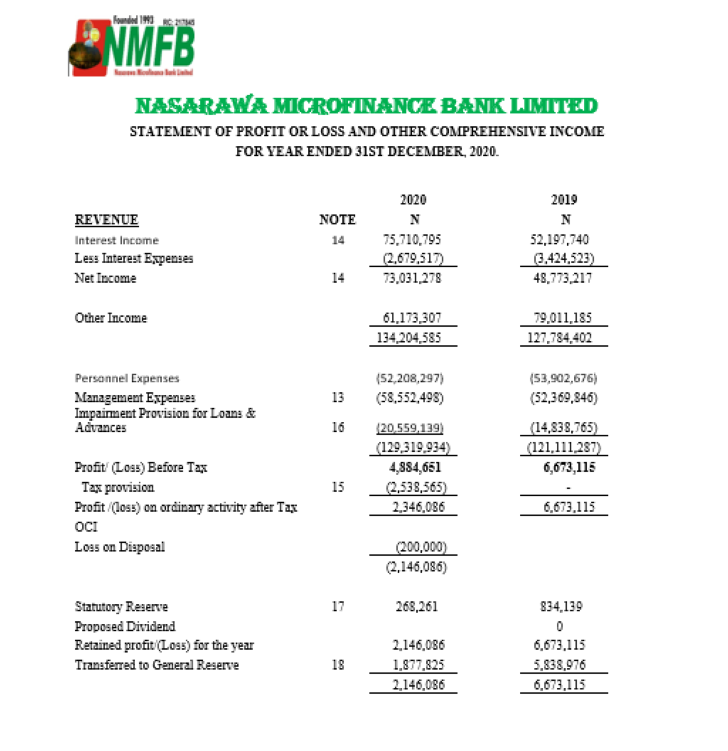 Founded 1993 RC: 217845
NMFB
Nasarawa Microfinance Bank Limited
NASARAWA MICROFINANCE BANK LIMITED
STATEMENT OF PROFIT OR LOSS AND OTHER COMPREHENSIVE INCOME
FOR YEAR ENDED 31ST DECEMBER, 2020.
2020 2019
REVENUE NOTE N N
Interest Income 14 75,710,795 52,197,740
Less Interest Expenses (2,679,517) (3,424,523)
Net Income 14 73,031,278 48,773,217
Other Income 61,173,307 79,011,185
134,204,585 127,784,402
Personnel Expenses (52,208,297) (53,902,676)
Management Expenses 13 (58,552,498) (52,369,846)
Impairment Provision for Loans &
Advances 16 (20,559,139) (14,838,765)
(129,319,934) (121,111,287)
Profit/ (Loss) Before Tax 4,884,651 6,673,115
Tax provision 15 (2,538,565) -
Profit /(loss) on ordinary activity after Tax 2,346,086 6,673,115
OCI
Loss on Disposal (200,000)
(2,146,086)
Statutory Reserve 17 268,261 834,139
Proposed Dividend 0
Retained profit/(Loss) for the year 2,146,086 6,673,115
Transferred to General Reserve 18 1,877,825 5,838,976
2,146,086 6,673,115